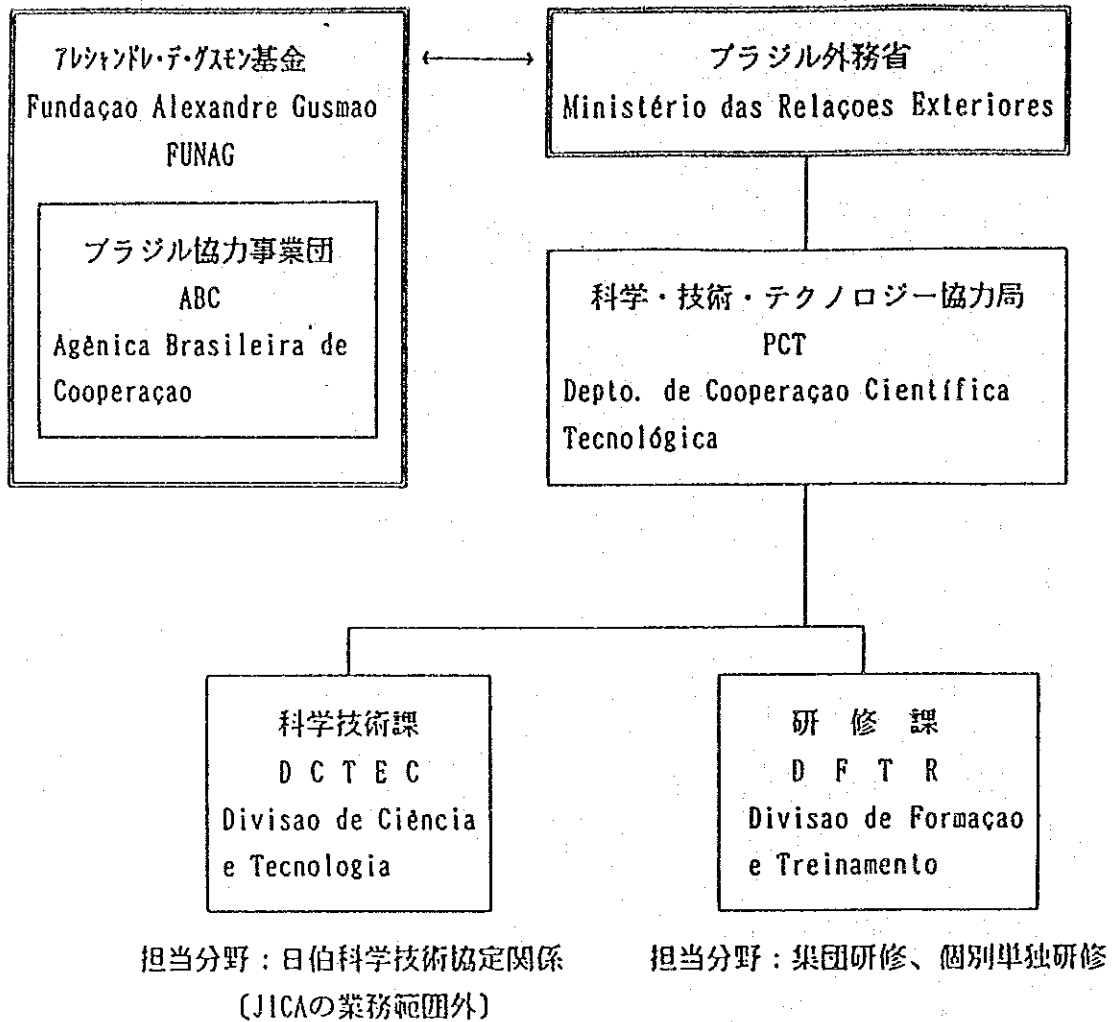 アレシャンドレ・デ・グスモン基金
Fundaçao Alexandre Gusmao
FUNAG
ブラジル協力事業団
ABC
Agênica Brasileira de
Cooperaçao
ブラジル外務省
Ministério das Relaçoes Exteriores
科学・技術・テクノロジー協力局
PCT
Depto. de Cooperaçao Científica
Tecnológica
科学技術課
D C T E C
Divisao de Ciência
e Tecnologia
担当分野:日伯科学技術協定関係
〔JICAの業務範囲外〕
研 修 課
D F T R
Divisao de Formaçao
e Treinamento
担当分野:集団研修、個別単独研修